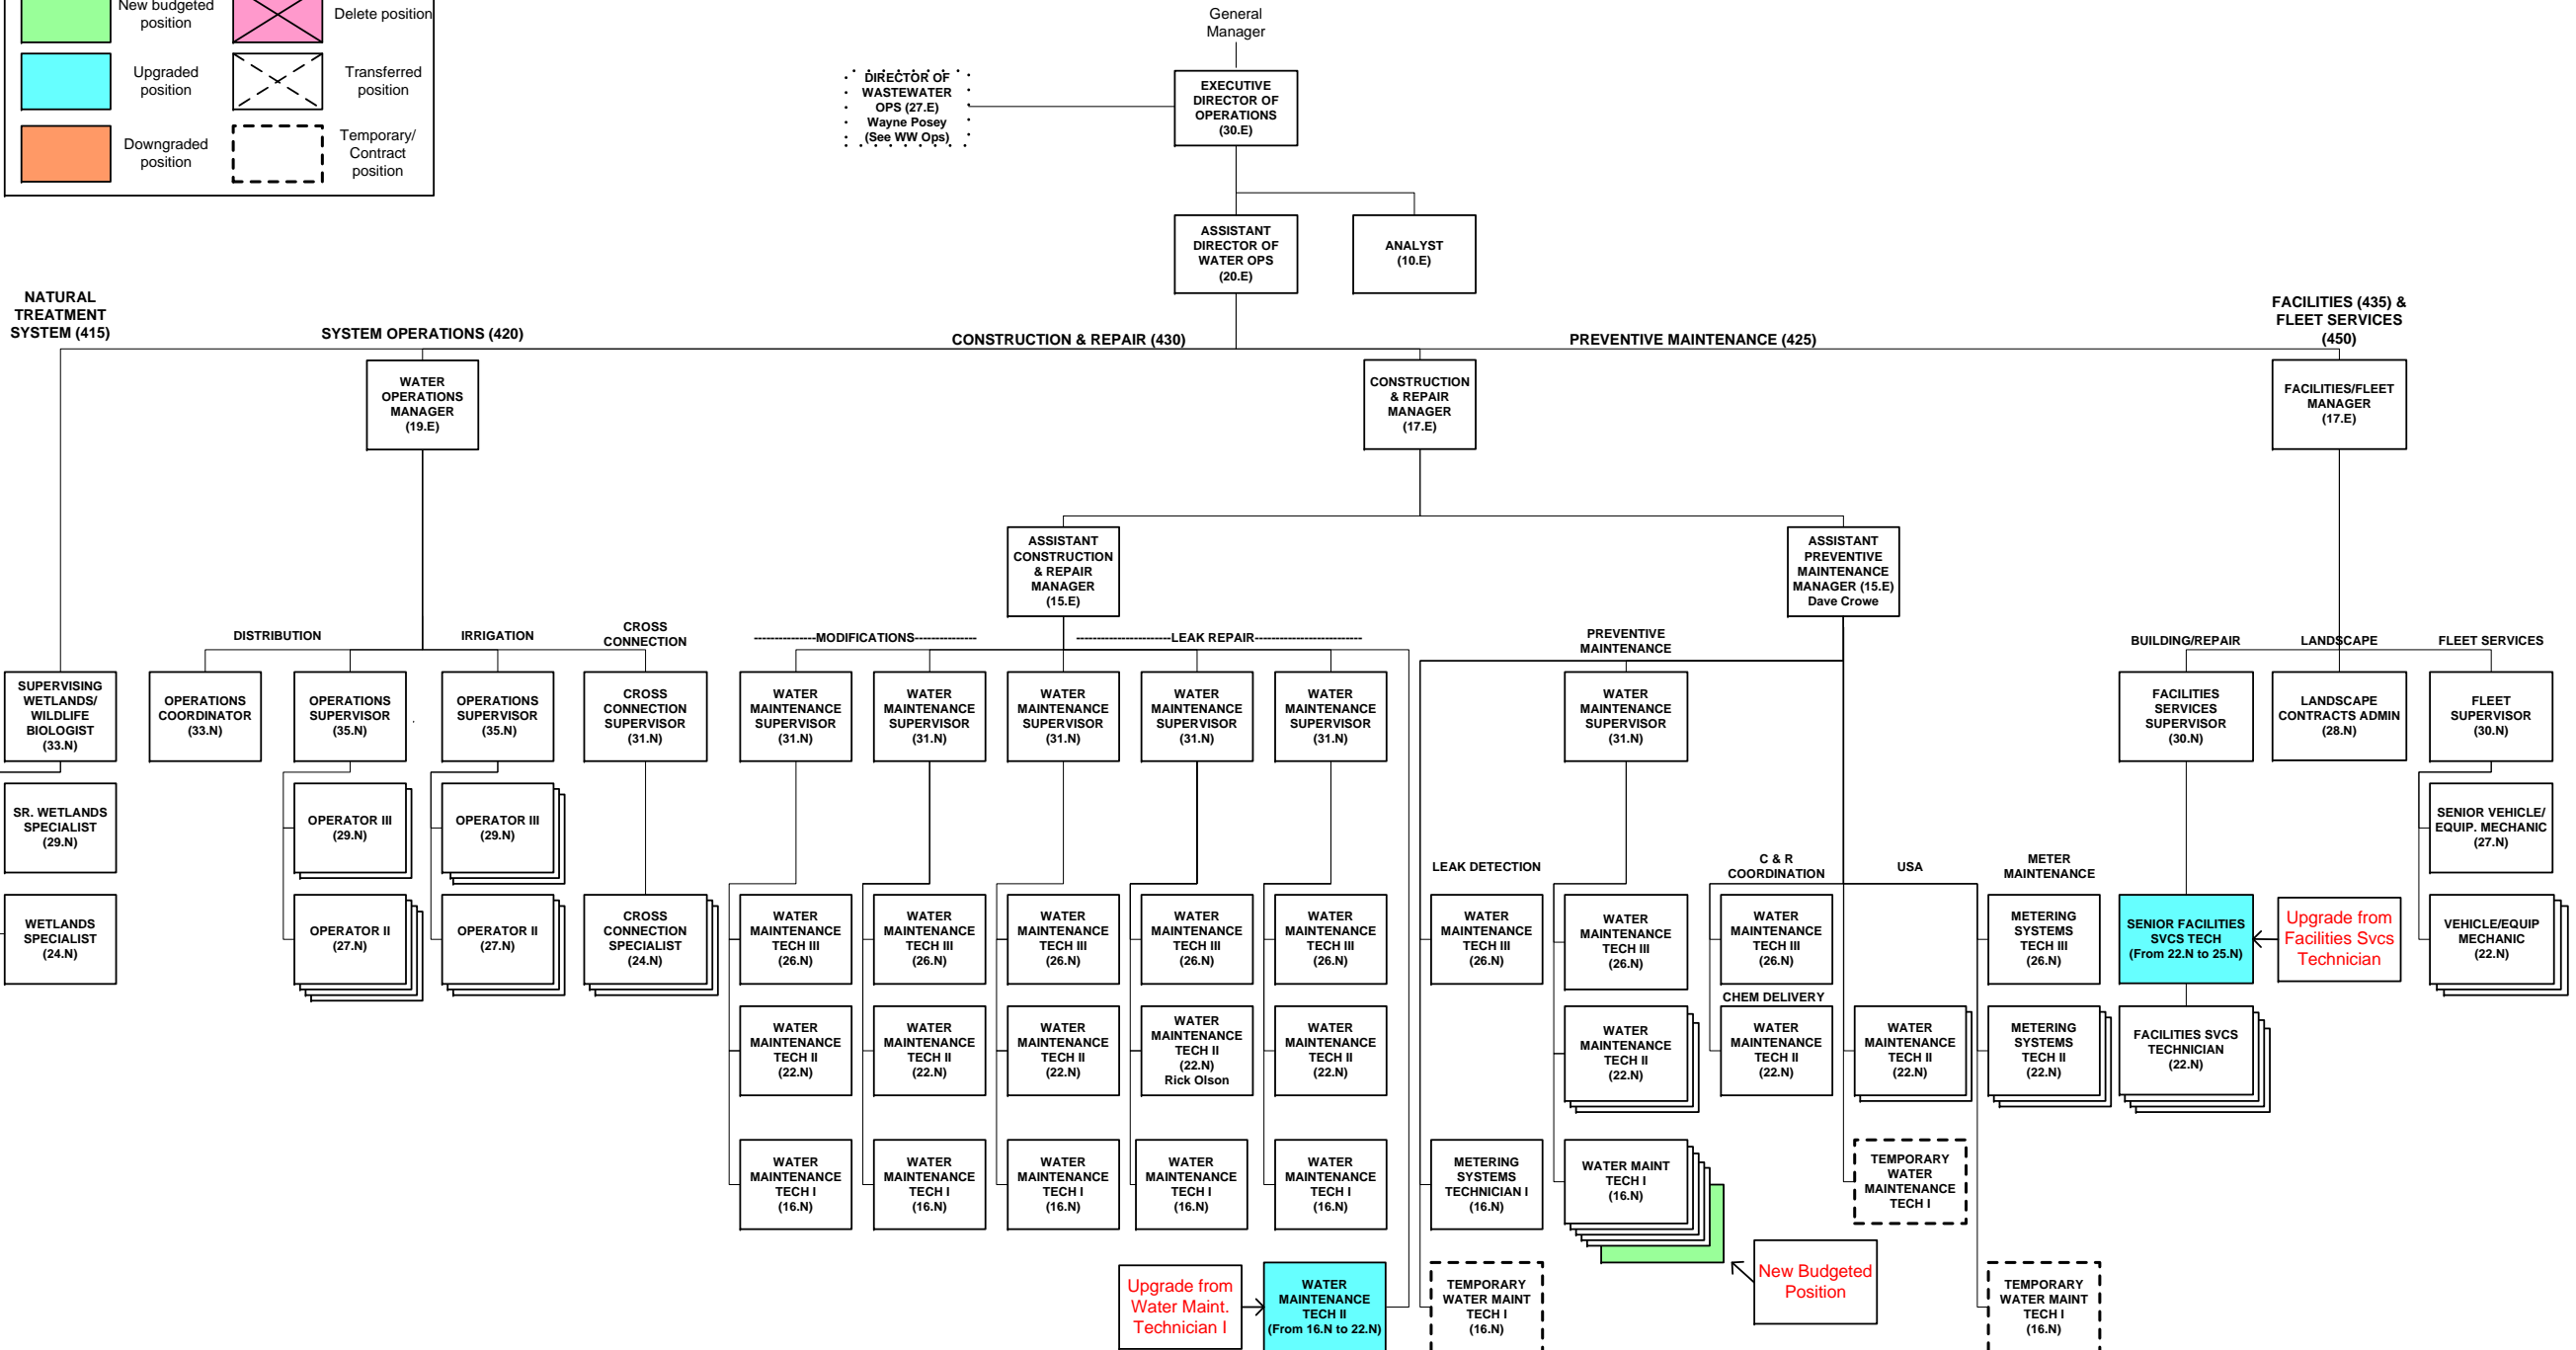 New budgeted
position
Delete position
Upgraded
position
Transferred
position
Downgraded
position
Temporary/
Contract
position
General
Manager
DIRECTOR OF
WASTEWATER
OPS (27.E)
Wayne Posey
(See WW Ops)
EXECUTIVE
DIRECTOR OF
OPERATIONS
(30.E)
ASSISTANT
DIRECTOR OF
WATER OPS
(20.E)
ANALYST
(10.E)
NATURAL
TREATMENT
SYSTEM (415)
SYSTEM OPERATIONS (420)
CONSTRUCTION & REPAIR (430)
PREVENTIVE MAINTENANCE (425)
FACILITIES (435) &
FLEET SERVICES
(450)
WATER
OPERATIONS
MANAGER
(19.E)
CONSTRUCTION
& REPAIR
MANAGER
(17.E)
FACILITIES/FLEET
MANAGER
(17.E)
ASSISTANT
CONSTRUCTION
& REPAIR
MANAGER
(15.E)
ASSISTANT
PREVENTIVE
MAINTENANCE
MANAGER (15.E)
Dave Crowe
DISTRIBUTION
IRRIGATION
CROSS
CONNECTION
---------------MODIFICATIONS---------------
-----------------------LEAK REPAIR--------------------------
PREVENTIVE
MAINTENANCE
BUILDING/REPAIR
LANDSCAPE
FLEET SERVICES
SUPERVISING
WETLANDS/
WILDLIFE
BIOLOGIST
(33.N)
OPERATIONS
COORDINATOR
(33.N)
OPERATIONS
SUPERVISOR
(35.N)
OPERATIONS
SUPERVISOR
(35.N)
CROSS
CONNECTION
SUPERVISOR
(31.N)
WATER
MAINTENANCE
SUPERVISOR
(31.N)
WATER
MAINTENANCE
SUPERVISOR
(31.N)
WATER
MAINTENANCE
SUPERVISOR
(31.N)
WATER
MAINTENANCE
SUPERVISOR
(31.N)
WATER
MAINTENANCE
SUPERVISOR
(31.N)
WATER
MAINTENANCE
SUPERVISOR
(31.N)
FACILITIES
SERVICES
SUPERVISOR
(30.N)
LANDSCAPE
CONTRACTS ADMIN
(28.N)
FLEET
SUPERVISOR
(30.N)
SR. WETLANDS
SPECIALIST
(29.N)
OPERATOR III
(29.N)
OPERATOR III
(29.N)
SENIOR VEHICLE/
EQUIP. MECHANIC
(27.N)
LEAK DETECTION
C & R
COORDINATION
USA
METER
MAINTENANCE
WETLANDS
SPECIALIST
(24.N)
OPERATOR II
(27.N)
OPERATOR II
(27.N)
CROSS
CONNECTION
SPECIALIST
(24.N)
WATER
MAINTENANCE
TECH III
(26.N)
WATER
MAINTENANCE
TECH III
(26.N)
WATER
MAINTENANCE
TECH III
(26.N)
WATER
MAINTENANCE
TECH III
(26.N)
WATER
MAINTENANCE
TECH III
(26.N)
WATER
MAINTENANCE
TECH III
(26.N)
WATER
MAINTENANCE
TECH III
(26.N)
WATER
MAINTENANCE
TECH III
(26.N)
METERING
SYSTEMS
TECH III
(26.N)
SENIOR FACILITIES
SVCS TECH
(From 22.N to 25.N)
Upgrade from
Facilities Svcs
Technician
VEHICLE/EQUIP
MECHANIC
(22.N)
CHEM DELIVERY
WATER
MAINTENANCE
TECH II
(22.N)
WATER
MAINTENANCE
TECH II
(22.N)
WATER
MAINTENANCE
TECH II
(22.N)
WATER
MAINTENANCE
TECH II
(22.N)
Rick Olson
WATER
MAINTENANCE
TECH II
(22.N)
WATER
MAINTENANCE
TECH II
(22.N)
WATER
MAINTENANCE
TECH II
(22.N)
WATER
MAINTENANCE
TECH II
(22.N)
METERING
SYSTEMS
TECH II
(22.N)
FACILITIES SVCS
TECHNICIAN
(22.N)
WATER
MAINTENANCE
TECH I
(16.N)
WATER
MAINTENANCE
TECH I
(16.N)
WATER
MAINTENANCE
TECH I
(16.N)
WATER
MAINTENANCE
TECH I
(16.N)
WATER
MAINTENANCE
TECH I
(16.N)
METERING
SYSTEMS
TECHNICIAN I
(16.N)
WATER MAINT
TECH I
(16.N)
TEMPORARY
WATER
MAINTENANCE
TECH I
Upgrade from
Water Maint.
Technician I
WATER
MAINTENANCE
TECH II
(From 16.N to 22.N)
TEMPORARY
WATER MAINT
TECH I
(16.N)
New Budgeted
Position
TEMPORARY
WATER MAINT
TECH I
(16.N)